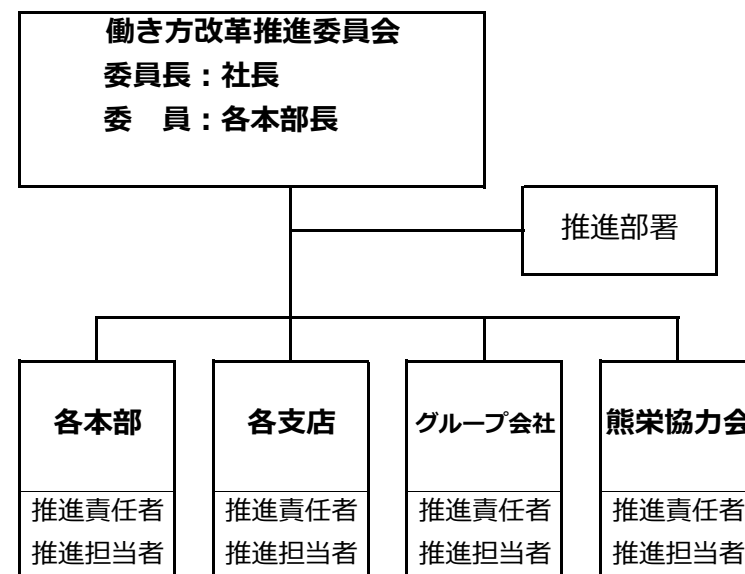 働き方改革推進委員会
委員長：社長
委　員：各本部長
推進部署
各本部
各支店
グループ会社
熊栄協力会
推進責任者
推進担当者
推進責任者
推進担当者
推進責任者
推進担当者
推進責任者
推進担当者